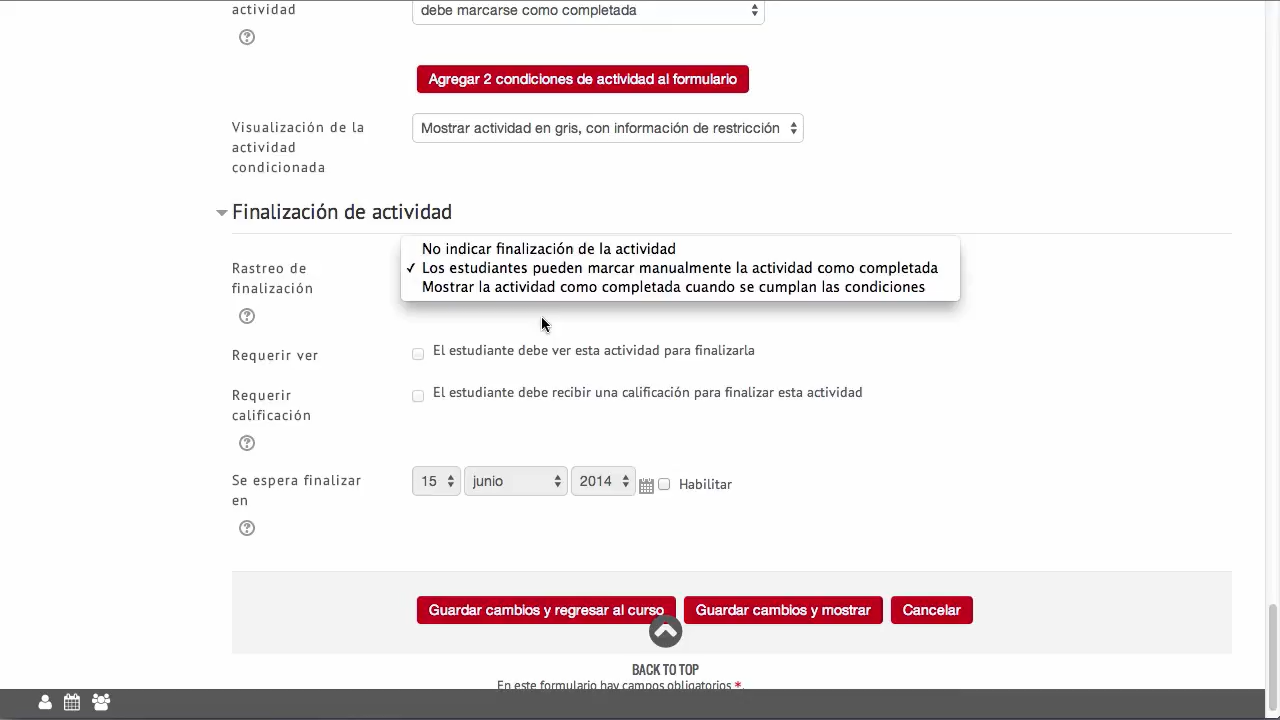 actividad
debe marcarse como completada
Agregar 2 condiciones de actividad al formulario
Visualización de la
actividad
condicionada
Mostrar actividad en gris, con información de restricción
Finalización de actividad
Rastreo de
finalización
No indicar finalización de la actividad
✓ Los estudiantes pueden marcar manualmente la actividad como completada
Mostrar la actividad como completada cuando se cumplan las condiciones
Requerir ver
El estudiante debe ver esta actividad para finalizarla
Requerir
calificación
El estudiante debe recibir una calificación para finalizar esta actividad
Se espera finalizar
en
15 junio 2014 Habilitar
Guardar cambios y regresar al curso Guardar cambios y mostrar Cancelar
BACK TO TOP
En este formulario hay campos obligatorios *.